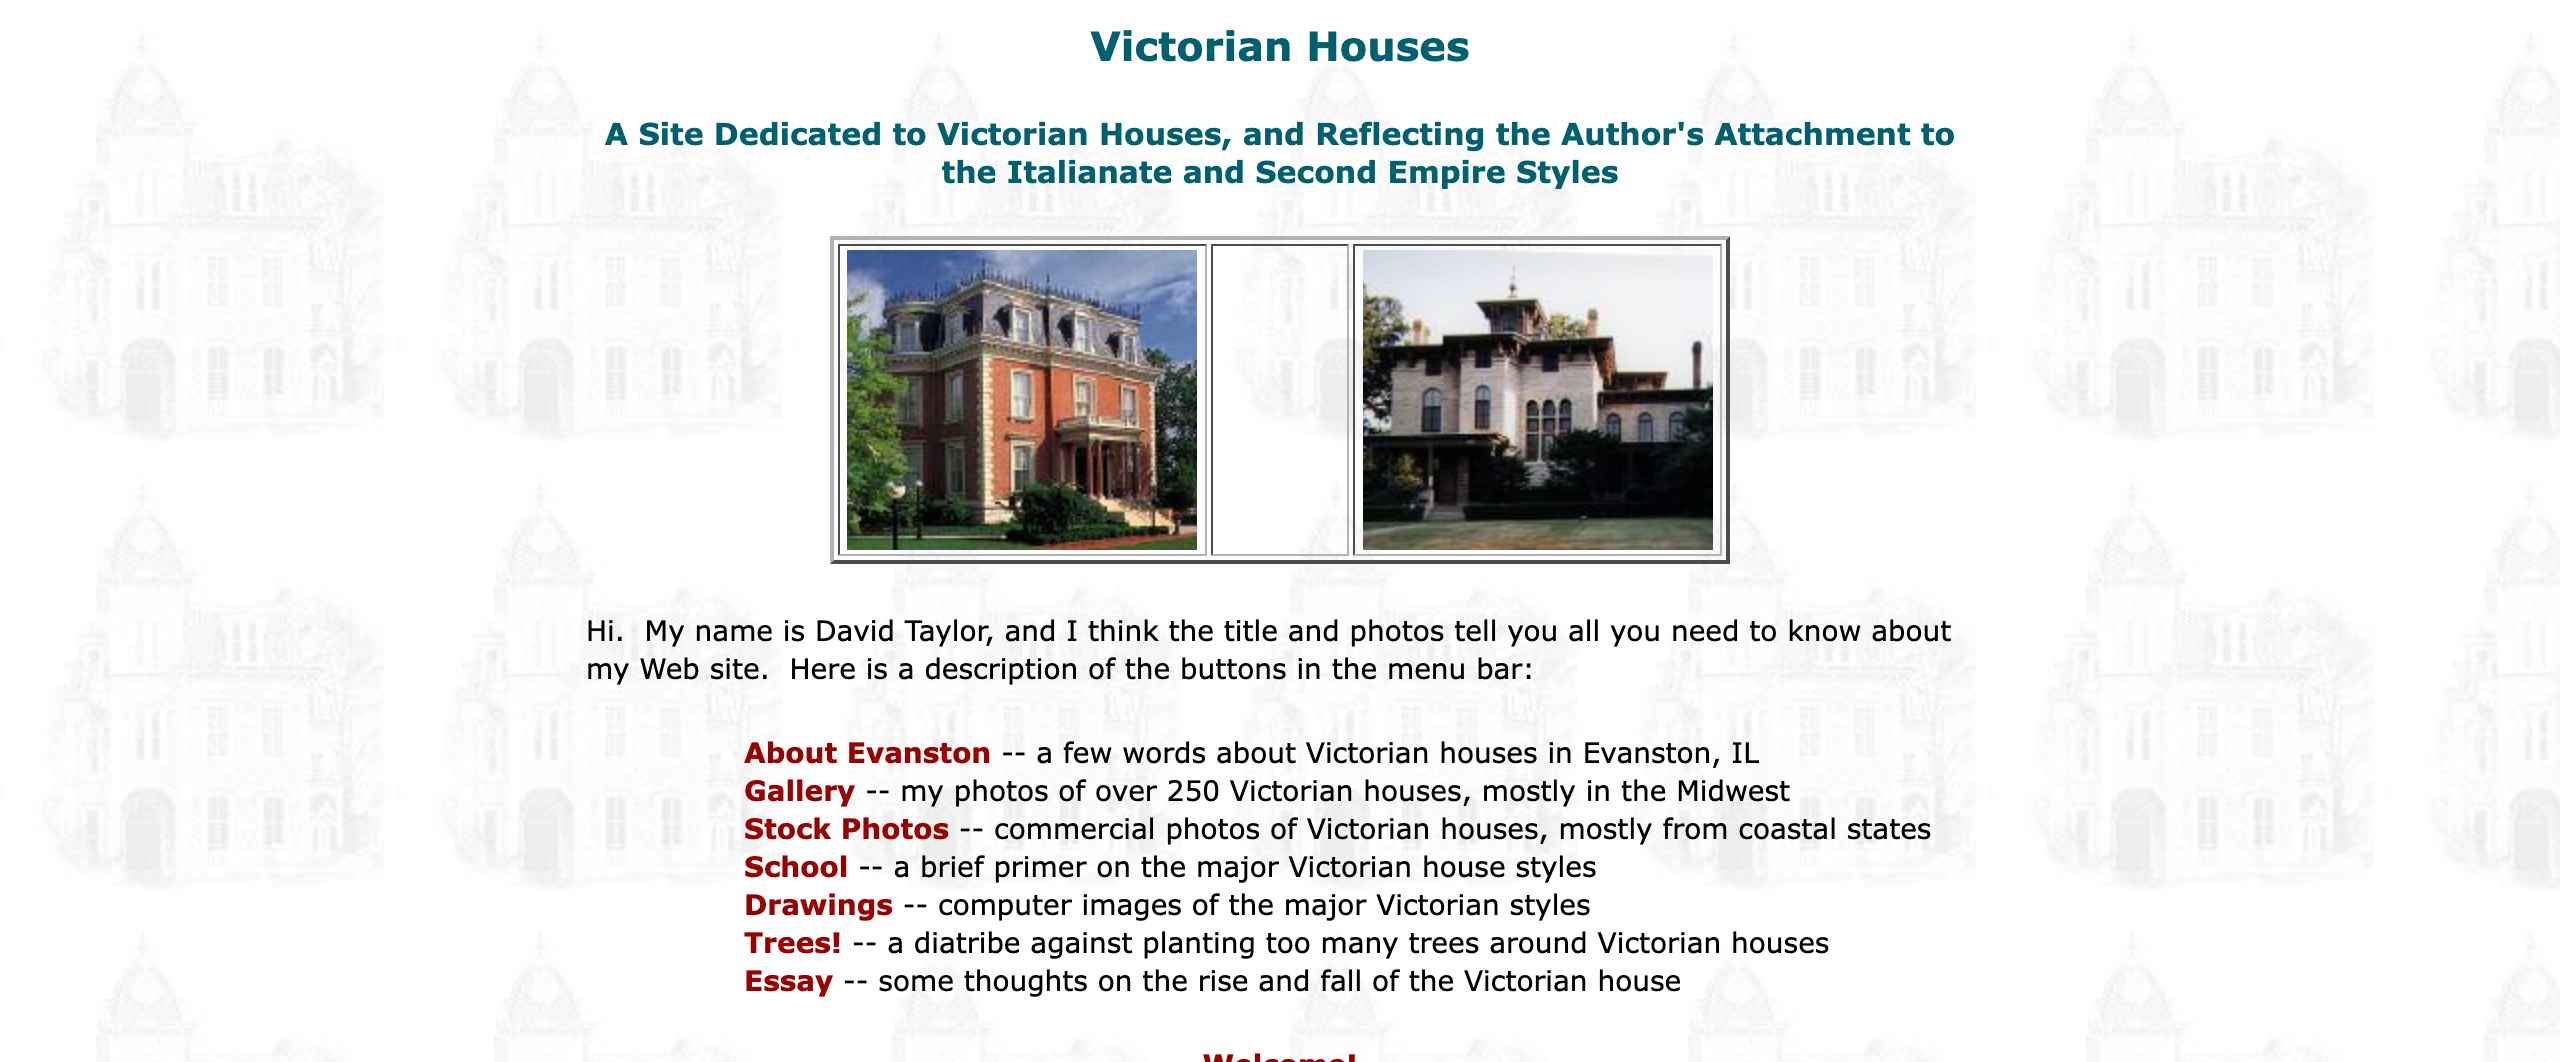 Victorian Houses
A Site Dedicated to Victorian Houses, and Reflecting the Author's Attachment to
the Italianate and Second Empire Styles
Hi.  My name is David Taylor, and I think the title and photos tell you all you need to know about
my Web site.  Here is a description of the buttons in the menu bar:
About Evanston -- a few words about Victorian houses in Evanston, IL
Gallery -- my photos of over 250 Victorian houses, mostly in the Midwest
Stock Photos -- commercial photos of Victorian houses, mostly from coastal states
School -- a brief primer on the major Victorian house styles
Drawings -- computer images of the major Victorian styles
Trees! -- a diatribe against planting too many trees around Victorian houses
Essay -- some thoughts on the rise and fall of the Victorian house
Welcome!